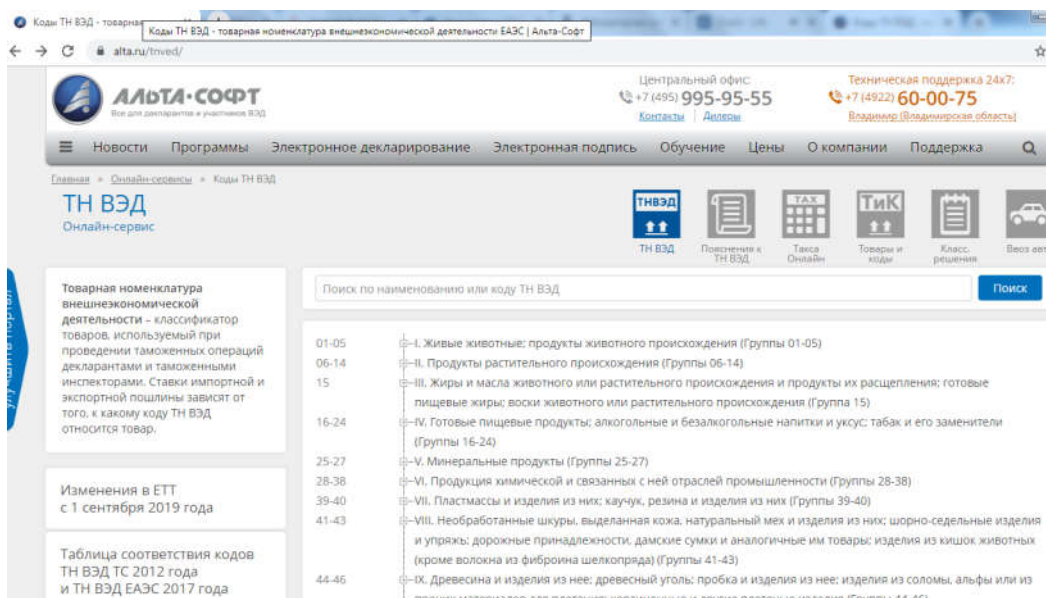 Коды ТН ВЭД - товарная
Коды ТН ВЭД - товарная номенклатура внешнеэкономической деятельности ЕАЭС | Альта-Софт
alta.ru/tnved/
АЛЬТА·СОФТ
Все для декларантов и участников ВЭД
Центральный офис:
+7 (495) 995-95-55
Контакты | Дилеры
Техническая поддержка 24x7:
+7 (4922) 60-00-75
Владимир (Владимирская область)
Новости Программы Электронное декларирование Электронная подпись Обучение Цены О компании Поддержка
Главная » Онлайн-сервисы » Коды ТН ВЭД
ТН ВЭД
Онлайн-сервис
ТНВЭД
TAX
ТиК
ТН ВЭД
Пояснения к ТН ВЭД
Такса Онлайн
Товары и коды
Класс. решения
Ввоз авт
улучшить портал
Товарная номенклатура
внешнеэкономической
деятельности – классификатор
товаров, используемый при
проведении таможенных операций
декларантами и таможенными
инспекторами. Ставки импортной и
экспортной пошлины зависят от
того, к какому коду ТН ВЭД
относится товар.
Изменения в ЕТТ
с 1 сентября 2019 года
Таблица соответствия кодов
ТН ВЭД ТС 2012 года
и ТН ВЭД ЕАЭС 2017 года
Поиск по наименованию или коду ТН ВЭД
Поиск
01-05 I. Живые животные; продукты животного происхождения (Группы 01-05)
06-14 II. Продукты растительного происхождения (Группы 06-14)
15 III. Жиры и масла животного или растительного происхождения и продукты их расщепления; готовые
пищевые жиры; воски животного или растительного происхождения (Группа 15)
16-24 IV. Готовые пищевые продукты; алкогольные и безалкогольные напитки и уксус; табак и его заменители
(Группы 16-24)
25-27 V. Минеральные продукты (Группы 25-27)
28-38 VI. Продукция химической и связанных с ней отраслей промышленности (Группы 28-38)
39-40 VII. Пластмассы и изделия из них; каучук, резина и изделия из них (Группы 39-40)
41-43 VIII. Необработанные шкуры, выделанная кожа, натуральный мех и изделия из них; шорно-седельные изделия
и упряжь; дорожные принадлежности, дамские сумки и аналогичные им товары; изделия из кишок животных
(кроме волокна из фиброина шелкопряда) (Группы 41-43)
44-46 IX. Древесина и изделия из нее; древесный уголь; пробка и изделия из нее; изделия из соломы, альфы или из